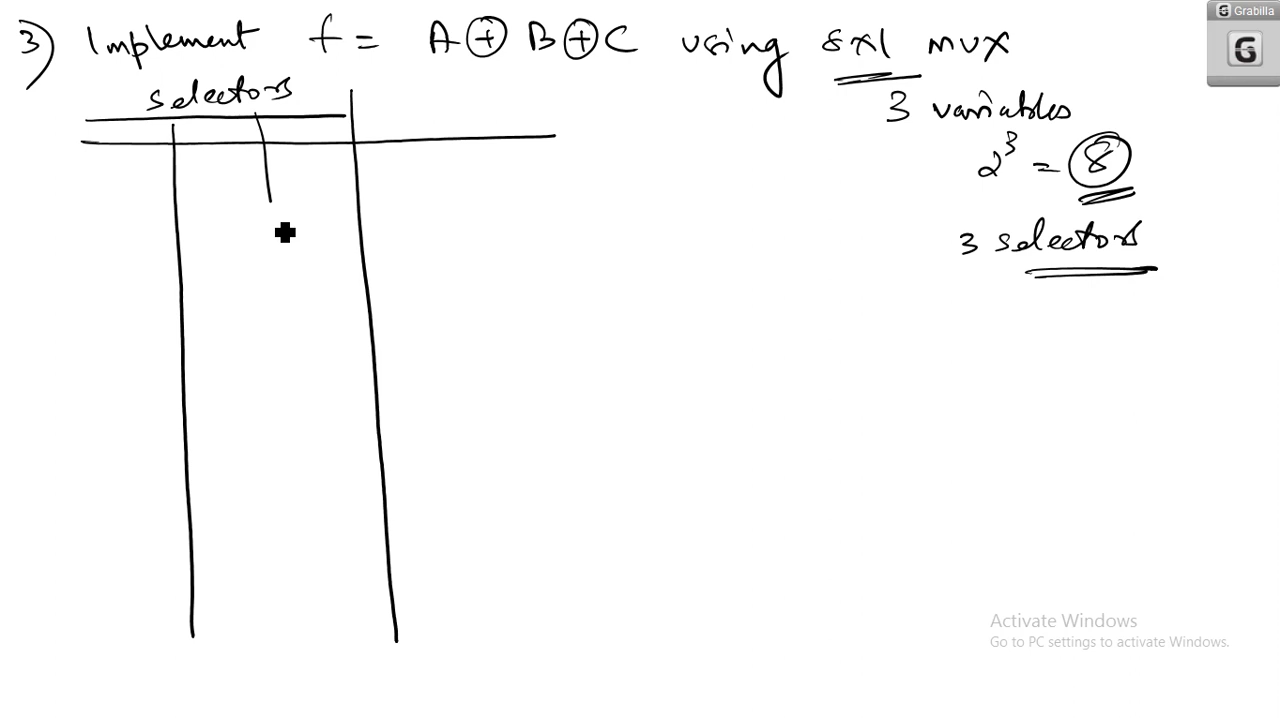 3) Implement f = A ⊕ B ⊕ C using 8x1 mux
selectors
3 variables
2³ = 8
3 selectors
Grabilla
G
Activate Windows
Go to PC settings to activate Windows.